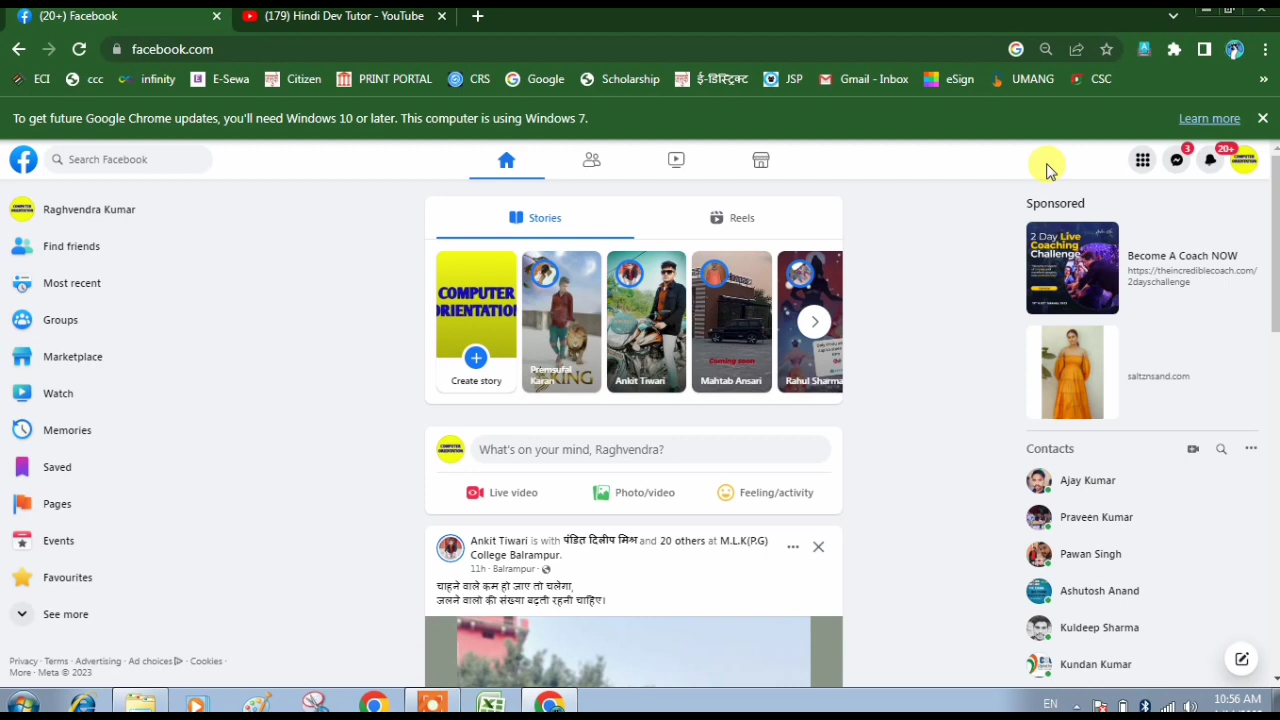 (20+) Facebook
(179) Hindi Dev Tutor - YouTube
facebook.com
ECI
ccc
infinity
E-Sewa
Citizen
PRINT PORTAL
CRS
Google
Scholarship
ई-डिस्ट्रिक्ट
JSP
Gmail - Inbox
eSign
UMANG
CSC
To get future Google Chrome updates, you'll need Windows 10 or later. This computer is using Windows 7.
Learn more
Search Facebook
3
20+
Raghvendra Kumar
Find friends
Most recent
Groups
Marketplace
Watch
Memories
Saved
Pages
Events
Favourites
See more
Privacy · Terms · Advertising · Ad choices · Cookies ·
More · Meta © 2023
Stories
Reels
COMPUTER
ORIENTATION
Create story
Premsufal
Karan
KING
Ankit Tiwari
Coming soon
Mahtab Ansari
Rahul Sharma
What's on your mind, Raghvendra?
Live video
Photo/video
Feeling/activity
Ankit Tiwari is with पंडित दिलीप मिश्र and 20 others at M.L.K(P.G)
College Balrampur.
11h · Balrampur ·
चाहने वाले कम हो जाए तो चलेगा,
जलने वालों की संख्या बढ़ती रहनी चाहिए।
Sponsored
2 Day Live
Coaching
Challenge
Become A Coach NOW
https://theincrediblecoach.com/
2dayschallenge
saltznsand.com
Contacts
Ajay Kumar
Praveen Kumar
Pawan Singh
Ashutosh Anand
Kuldeep Sharma
Kundan Kumar
EN
10:56 AM